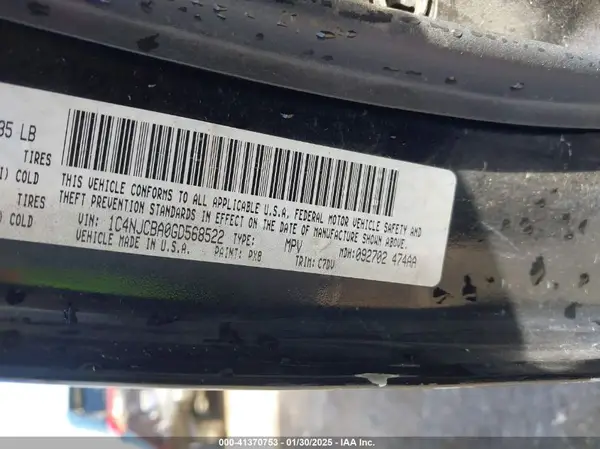 35 LB
TIRES
) COLD
TIRES
COLD
THIS VEHICLE CONFORMS TO ALL APPLICABLE U.S.A. FEDERAL MOTOR VEHICLE SAFETY AND
THEFT PREVENTION STANDARDS IN EFFECT ON THE DATE OF MANUFACTURE SHOWN ABOVE.
VIN: 1C4NJCBA0GD568522 TYPE: MPV MDH: 092702 474AA
VEHICLE MADE IN U.S.A. PAINT: PX8 TRIM: C7DV
000-41370753 — 01/30/2025 — IAA Inc.